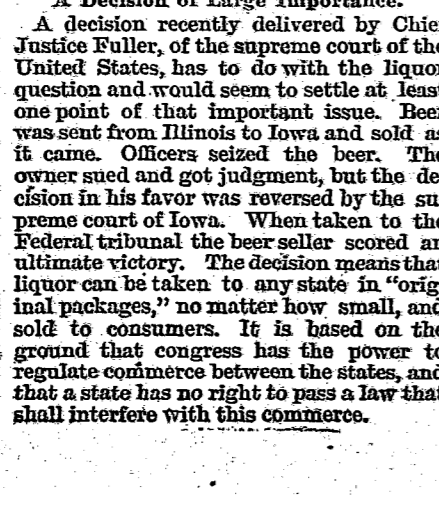 A Decision of Large Importance.
A decision recently delivered by Chie
Justice Fuller, of the supreme court of the
United States, has to do with the liquo
question and would seem to settle at least
one point of that important issue. Bee
was sent from Illinois to Iowa and sold as
it came. Officers seized the beer. The
owner sued and got judgment, but the de
cision in his favor was reversed by the su
preme court of Iowa. When taken to the
Federal tribunal the beer seller scored an
ultimate victory. The decision means tha
liquor can be taken to any state in "orig
inal packages," no matter how small, and
sold to consumers. It is based on the
ground that congress has the power to
regulate commerce between the states, and
that a state has no right to pass a law tha
shall interfere with this commerce.